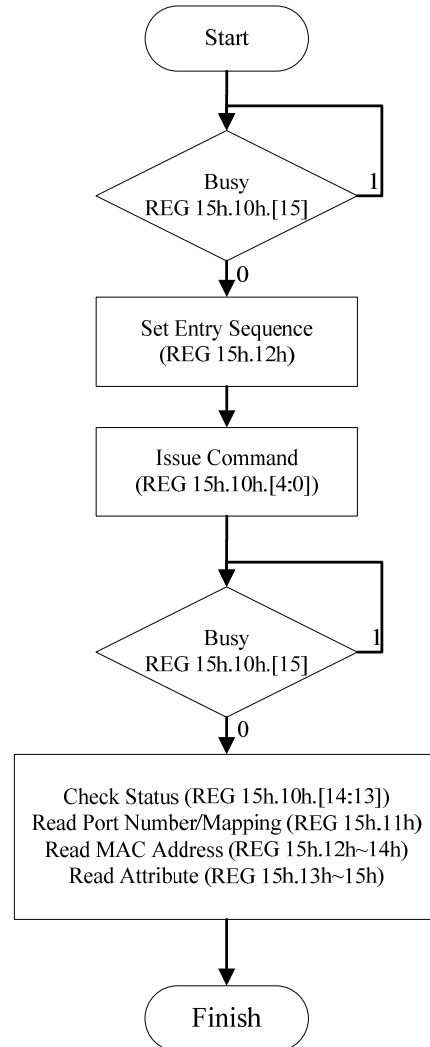 Start
Busy
REG 15h.10h.[15]
1
0
Set Entry Sequence
(REG 15h.12h)
Issue Command
(REG 15h.10h.[4:0])
Busy
REG 15h.10h.[15]
1
0
Check Status (REG 15h.10h.[14:13])
Read Port Number/Mapping (REG 15h.11h)
Read MAC Address (REG 15h.12h~14h)
Read Attribute (REG 15h.13h~15h)
Finish